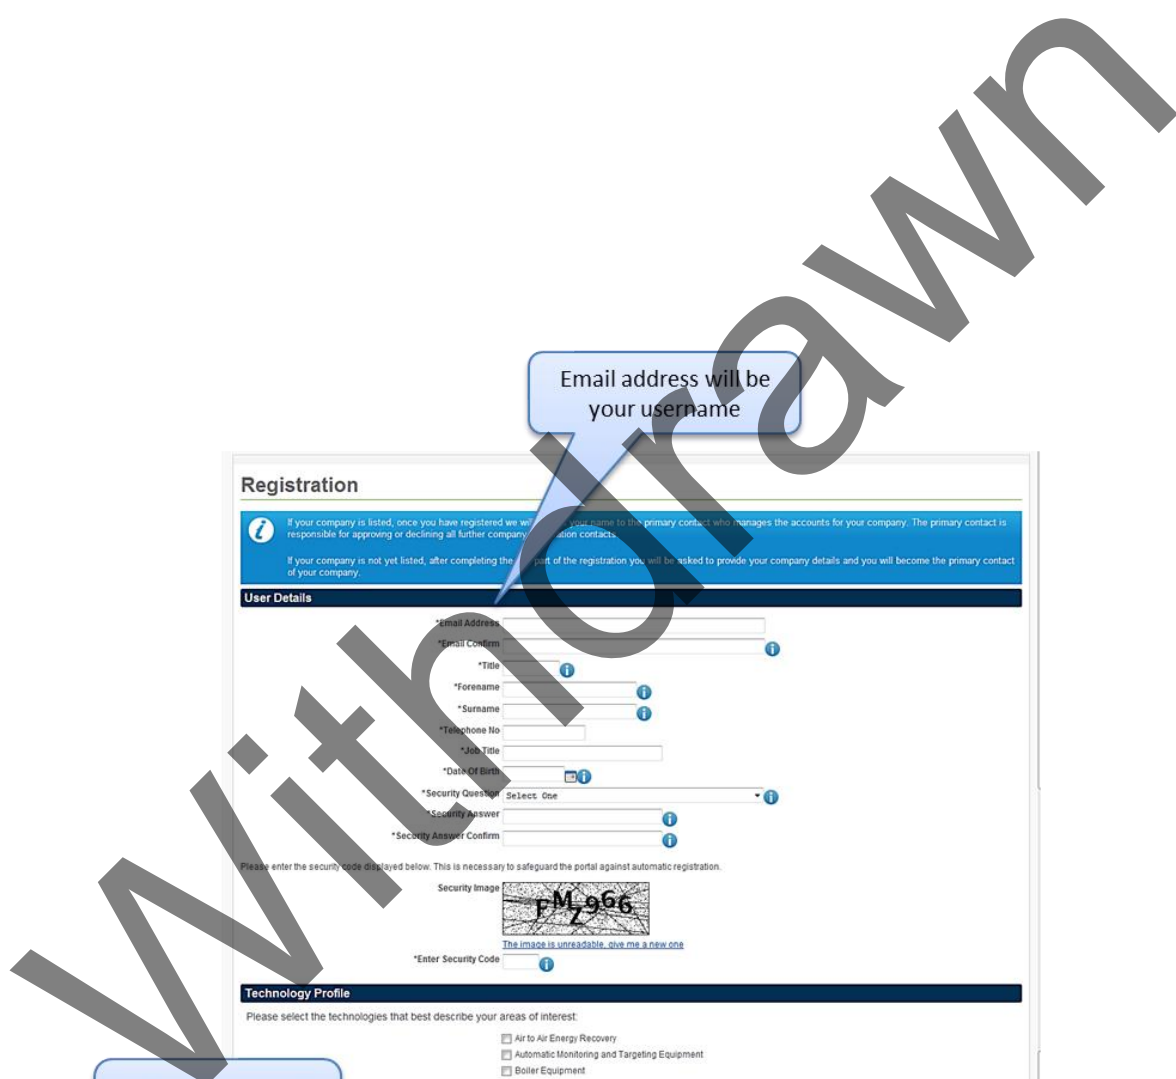 Withdrawn
Email address will be
your username
Registration
If your company is listed, once you have registered we your name to the primary contact who manages the accounts for your company. The primary contact is
responsible for approving or declining all further contacts
If your company is not yet listed, after completing the part of the registration you will be asked to provide your company details and you will become the primary contact
of your company.
User Details
*Email Address
*Email Confirm
*Title
*Forename
*Surname
*Telephone No
*Job Title
*Date Of Birth
*Security Question Select One
*Security Answer
*Security Answer Confirm
Please enter the security code displayed below. This is necessary to safeguard the portal against automatic registration.
Security Image
FMZ966
The image is unreadable, give me a new one
*Enter Security Code
Technology Profile
Please select the technologies that best describe your areas of interest:
Air to Air Energy Recovery
Automatic Monitoring and Targeting Equipment
Boiler Equipment